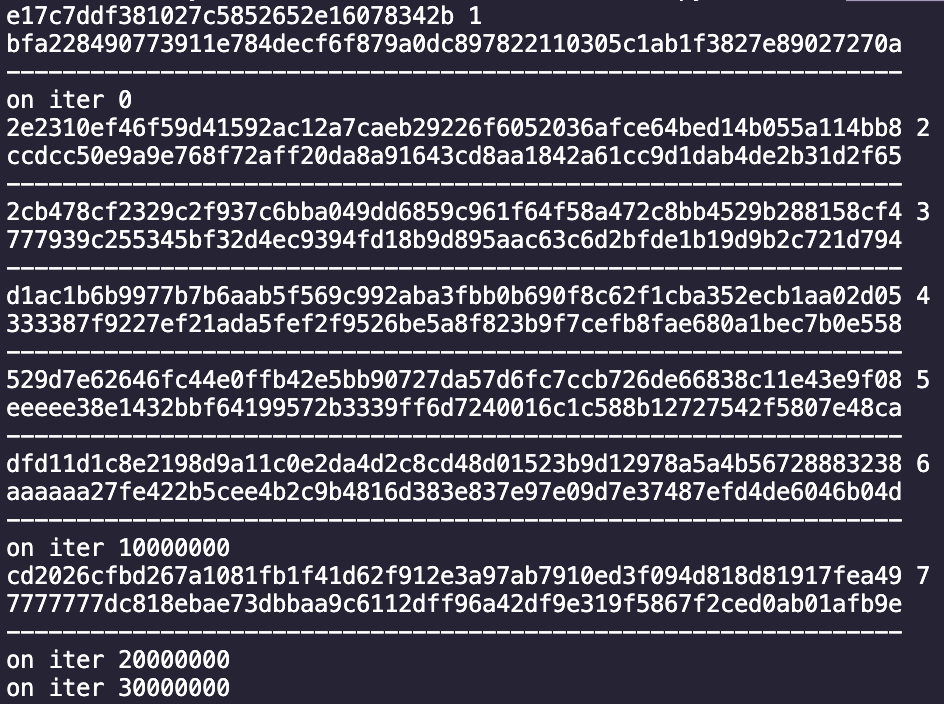 e17c7ddf381027c5852652e16078342b 1
bfa228490773911e784decf6f879a0dc897822110305c1ab1f3827e89027270a
----------------------------------------------------------------
on iter 0
2e2310ef46f59d41592ac12a7caeb29226f6052036afce64bed14b055a114bb8 2
ccdcc50e9a9e768f72aff20da8a91643cd8aa1842a61cc9d1dab4de2b31d2f65
----------------------------------------------------------------
2cb478cf2329c2f937c6bba049dd6859c961f64f58a472c8bb4529b288158cf4 3
777939c255345bf32d4ec9394fd18b9d895aac63c6d2bfde1b19d9b2c721d794
----------------------------------------------------------------
d1ac1b6b9977b7b6aab5f569c992aba3fbb0b690f8c62f1cba352ecb1aa02d05 4
333387f9227ef21ada5fef2f9526be5a8f823b9f7cefb8fae680a1bec7b0e558
----------------------------------------------------------------
529d7e62646fc44e0ffb42e5bb90727da57d6fc7ccb726de66838c11e43e9f08 5
eeeee38e1432bbf64199572b3339ff6d7240016c1c588b12727542f5807e48ca
----------------------------------------------------------------
dfd11d1c8e2198d9a11c0e2da4d2c8cd48d01523b9d12978a5a4b56728883238 6
aaaaaa27fe422b5cee4b2c9b4816d383e837e97e09d7e37487efd4de6046b04d
----------------------------------------------------------------
on iter 10000000
cd2026cfbd267a1081fb1f41d62f912e3a97ab7910ed3f094d818d81917fea49 7
7777777dc818ebae73dbbaa9c6112dff96a42df9e319f5867f2ced0ab01afb9e
----------------------------------------------------------------
on iter 20000000
on iter 30000000